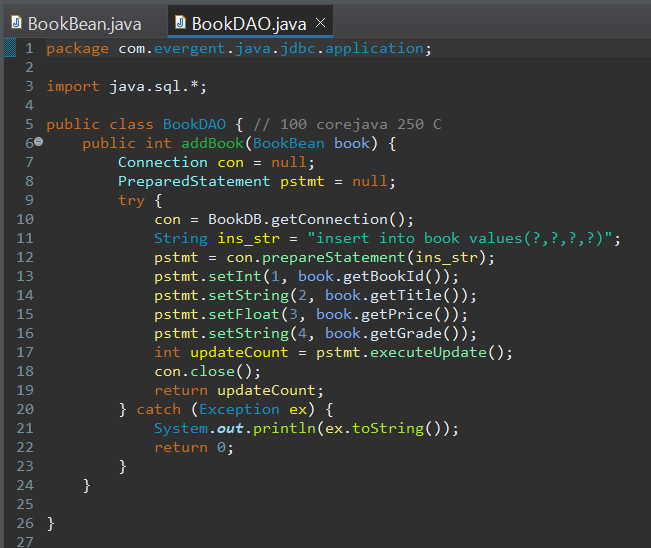 BookBean.java BookDAO.java ×
1 package com.evergent.java.jdbc.application;
2
3 import java.sql.*;
4
5 public class BookDAO { // 100 corejava 250 C
6 public int addBook(BookBean book) {
7 Connection con = null;
8 PreparedStatement pstmt = null;
9 try {
10 con = BookDB.getConnection();
11 String ins_str = "insert into book values(?,?,?,?)";
12 pstmt = con.prepareStatement(ins_str);
13 pstmt.setInt(1, book.getBookId());
14 pstmt.setString(2, book.getTitle());
15 pstmt.setFloat(3, book.getPrice());
16 pstmt.setString(4, book.getGrade());
17 int updateCount = pstmt.executeUpdate();
18 con.close();
19 return updateCount;
20 } catch (Exception ex) {
21 System.out.println(ex.toString());
22 return 0;
23 }
24 }
25
26 }
27